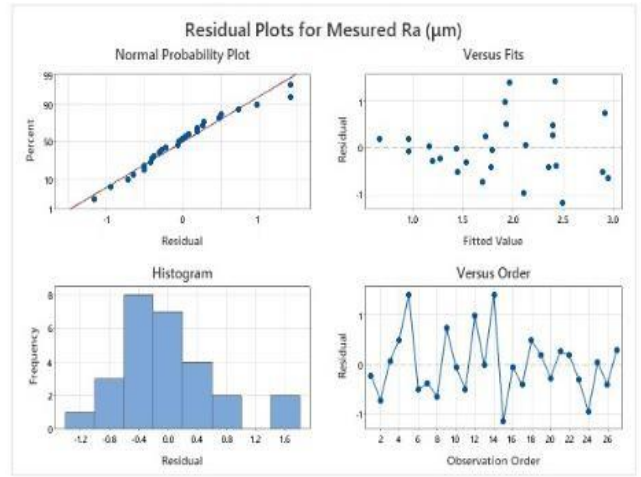 Residual Plots for Mesured Ra (μm)
Normal Probability Plot
99
90
50
10
1
Percent
-1 0 1
Residual
Versus Fits
1
0
-1
Residual
1.0 1.5 2.0 2.5 3.0
Fitted Value
Histogram
8
6
4
2
0
Frequency
-1.2 -0.8 -0.4 0.0 0.4 0.8 1.2 1.6
Residual
Versus Order
1
0
-1
Residual
2 4 6 8 10 12 14 16 18 20 22 24 26
Observation Order